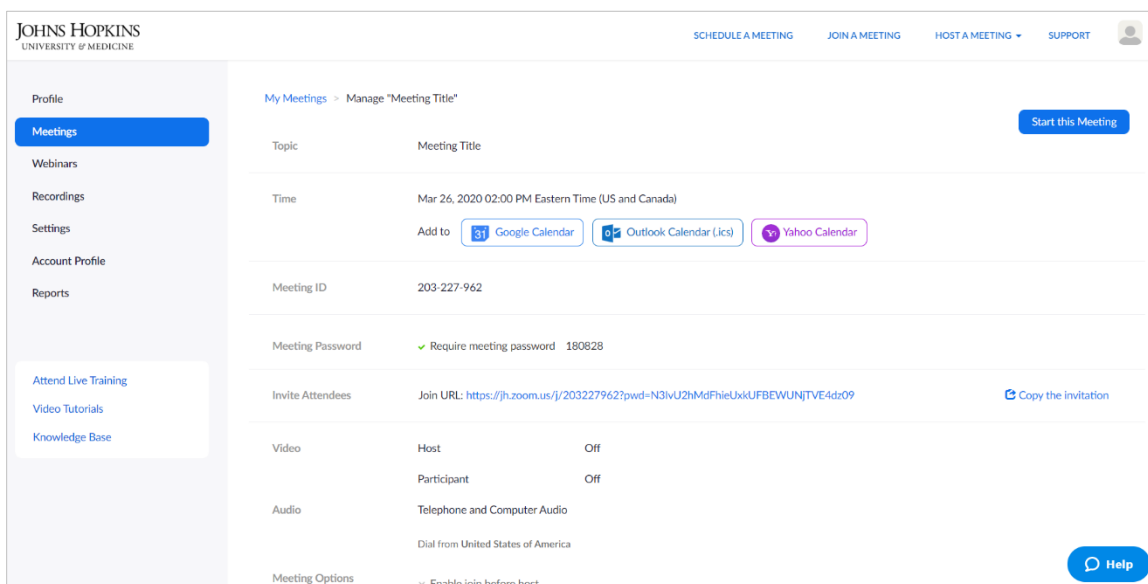 JOHNS HOPKINS
UNIVERSITY & MEDICINE
SCHEDULE A MEETING JOIN A MEETING HOST A MEETING SUPPORT
Profile
Meetings
Webinars
Recordings
Settings
Account Profile
Reports
Attend Live Training
Video Tutorials
Knowledge Base
My Meetings > Manage "Meeting Title"
Start this Meeting
Topic Meeting Title
Time Mar 26, 2020 02:00 PM Eastern Time (US and Canada)
Add to 31 Google Calendar Outlook Calendar (.ics) Yahoo Calendar
Meeting ID 203-227-962
Meeting Password Require meeting password 180828
Invite Attendees Join URL: https://jh.zoom.us/j/203227962?pwd=N3lvU2hMdFhieUxkUFBEWUNjTVE4dz09 Copy the invitation
Video Host Off
Participant Off
Audio Telephone and Computer Audio
Dial from United States of America
Meeting Options Enable join before host
Help